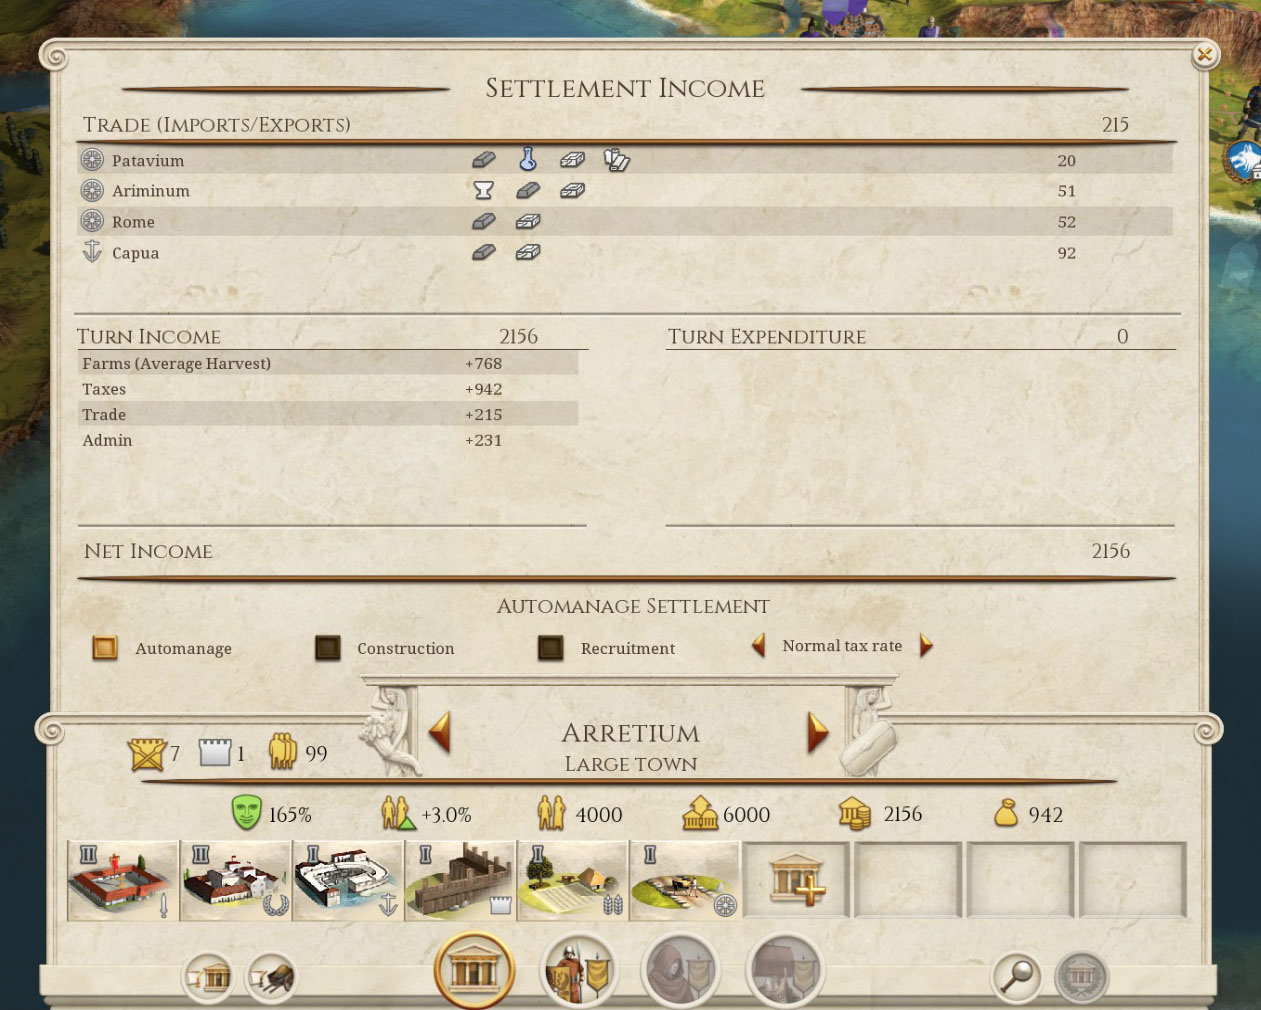 Settlement Income
Trade (Imports/Exports) 215
Patavium 20
Ariminum 51
Rome 52
Capua 92
Turn Income 2156 Turn Expenditure 0
Farms (Average Harvest) +768
Taxes +942
Trade +215
Admin +231
Net Income 2156
Automanage Settlement
Automanage Construction Recruitment Normal tax rate
Arretium
7 1 99
Large town
165% +3.0% 4000 6000 2156 942
II II I I I I